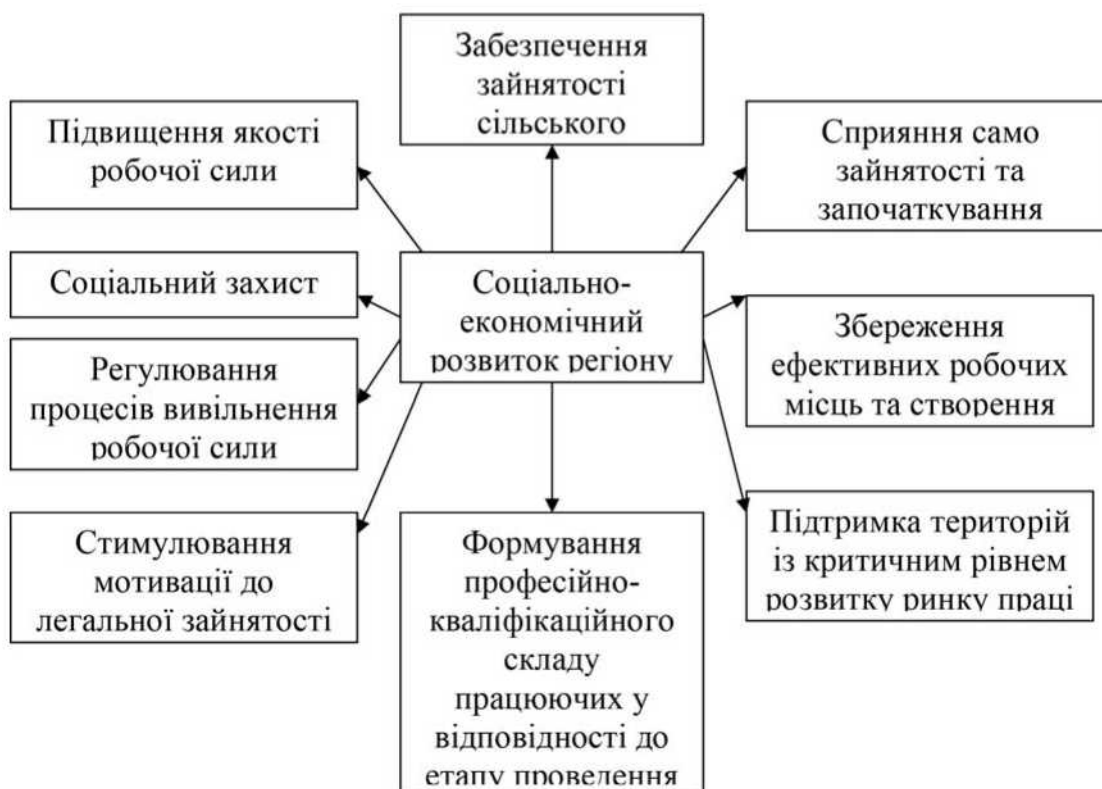 Забезпечення
зайнятості
сільського
Підвищення якості
робочої сили
Сприяння само
зайнятості та
започаткування
Соціальний захист
Соціально-
економічний
розвиток регіону
Збереження
ефективних робочих
місць та створення
Регулювання
процесів вивільнення
робочої сили
Стимулювання
мотивації до
легальної зайнятості
Формування
професійно-
кваліфікаційного
складу
працюючих у
відповідності до
етапу проведення
Підтримка територій
із критичним рівнем
розвитку ринку праці